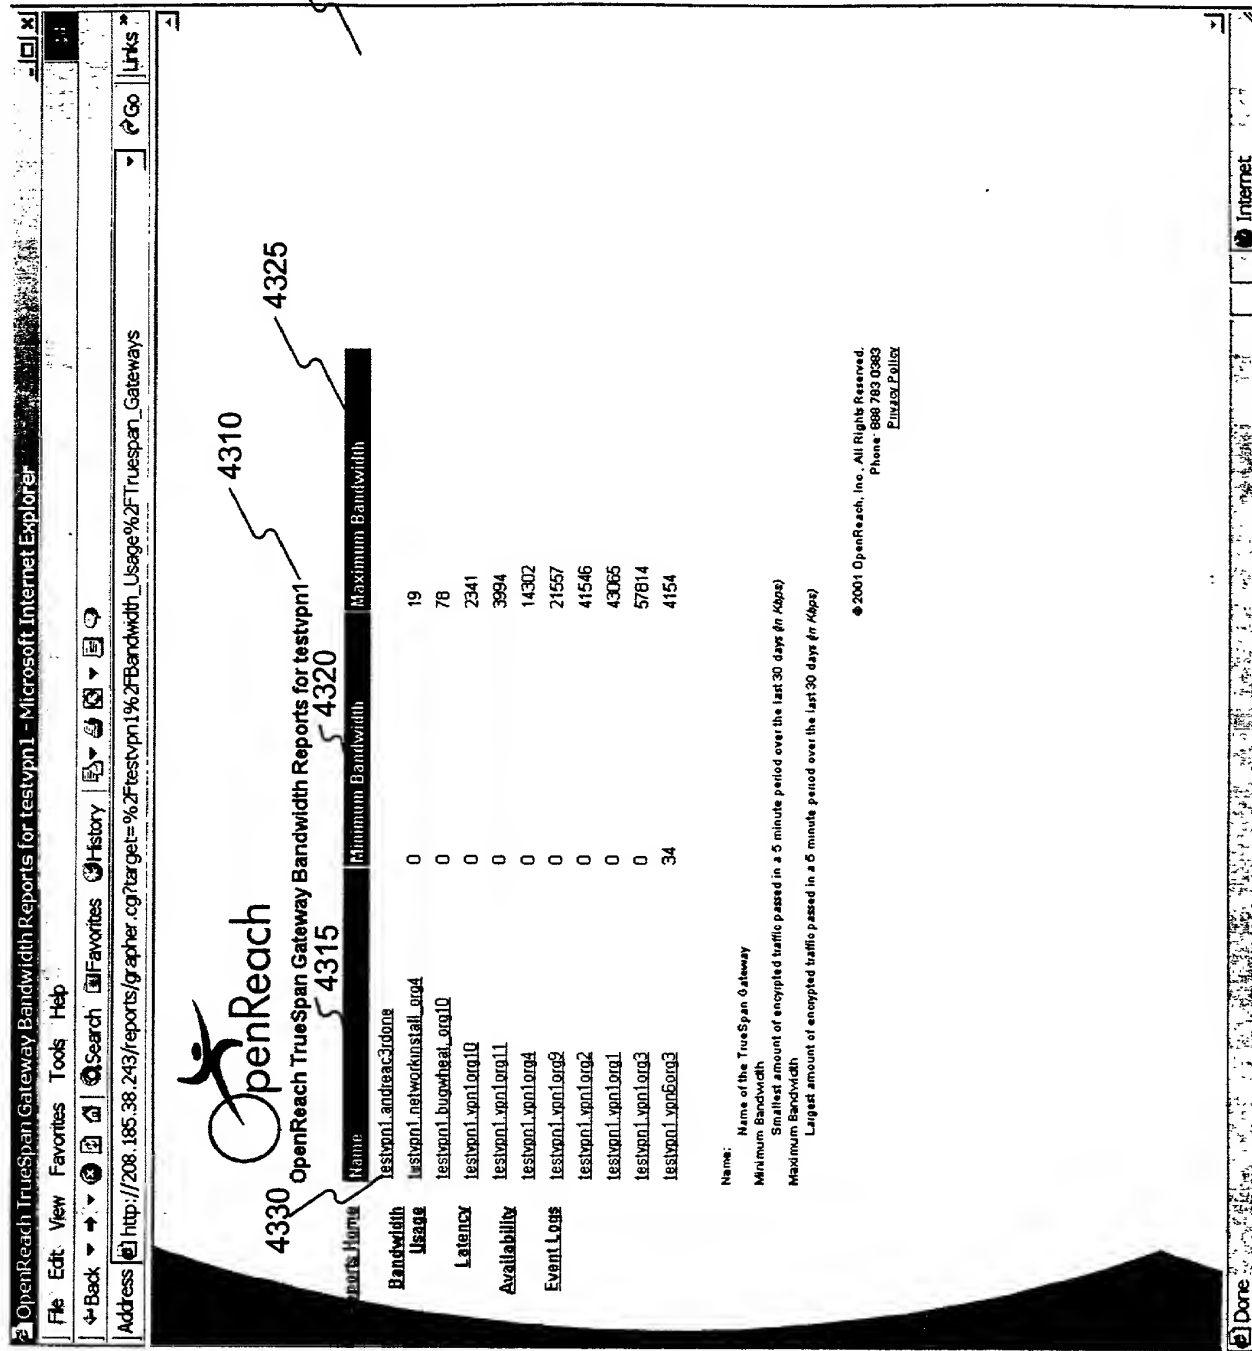 OpenReach TrueSpan Gateway Bandwidth Reports for testvpn1 - Microsoft Internet Explorer
File Edit View Favorites Tools Help
Back Search Favorites History
Address http://208.185.38.243/reports/grapher.cgi?target=%2Ftestvpn1%2FBandwidth_Usage%2FTruespan_Gateways Go Links »
OpenReach
4310
4325
OpenReach TrueSpan Gateway Bandwidth Reports for testvpn1
4330
4315
4320
Home
Name Minimum Bandwidth Maximum Bandwidth
Bandwidth Usage
Latency
Availability
Event Logs
testvpn1.andreac3rdone
testvpn1.networkinstall_org4 0 19
testvpn1.bugwheat_org10 0 78
testvpn1.vpn1org10 0 2341
testvpn1.vpn1org11 0 3994
testvpn1.vpn1org4 0 14302
testvpn1.vpn1org9 0 21557
testvpn1.vpn1org2 0 41546
testvpn1.vpn1org1 0 43065
testvpn1.vpn1org3 0 57814
testvpn1.vpn6org3 34 4154
Name:
Name of the TrueSpan Gateway
Minimum Bandwidth
Smallest amount of encyipted traffic passed in a 5 minute period over the last 30 days (in Kbps)
Maximum Bandwidth
Largest amount of encrypted traffic passed in a 5 minute period over the last 30 days (in Kbps)
© 2001 OpenReach, Inc, All Rights Reserved.
Phone: 888 783 0383
Privacy Policy
Done Internet